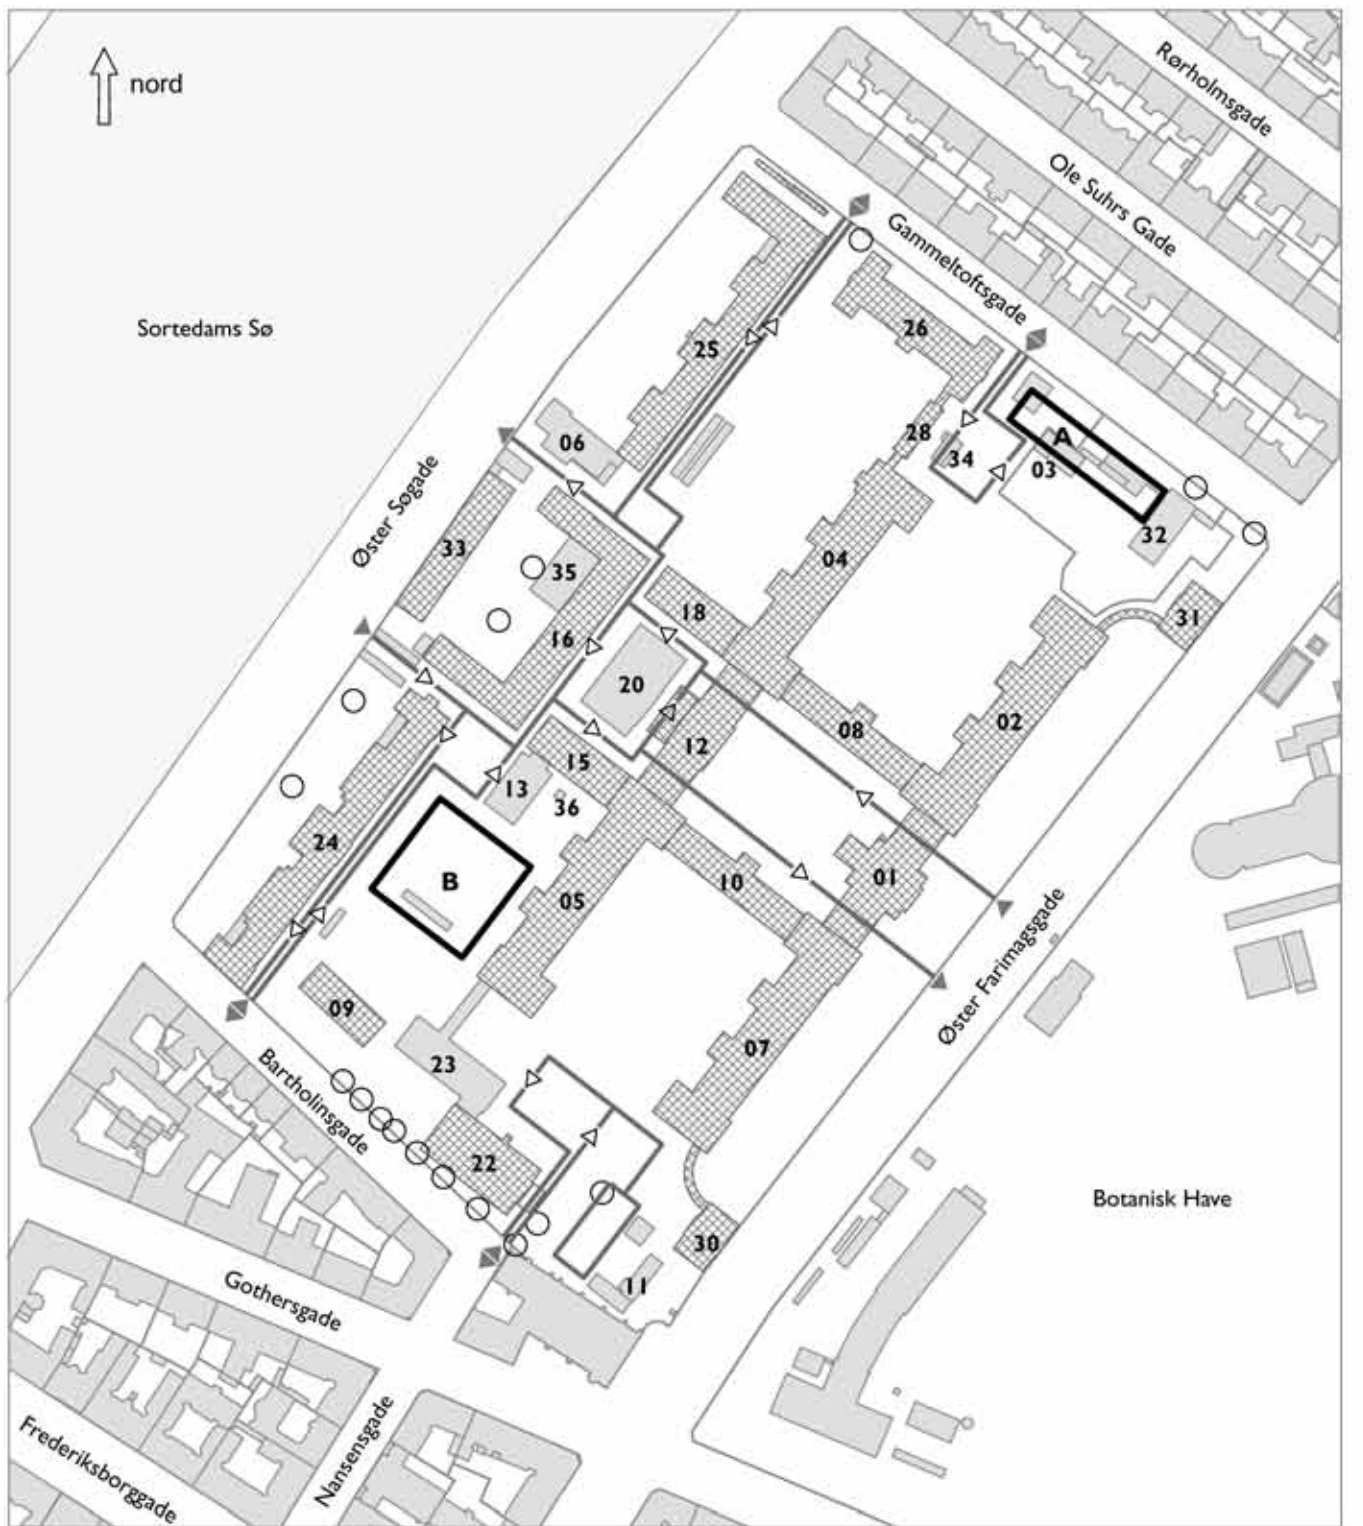 nord
Rørholmsgade
Ole Suhrs Gade
Gammeltoftsgade
Sortedams Sø
26
25
28
34
A
03
06
32
Øster Søgade
33
35
04
18
31
16
20
08
02
12
15
13
36
24
B
01
10
05
Øster Farimagsgade
09
23
07
Bartholinsgade
22
Botanisk Have
30
11
Gothersgade
Nansensgade
Frederiksborggade